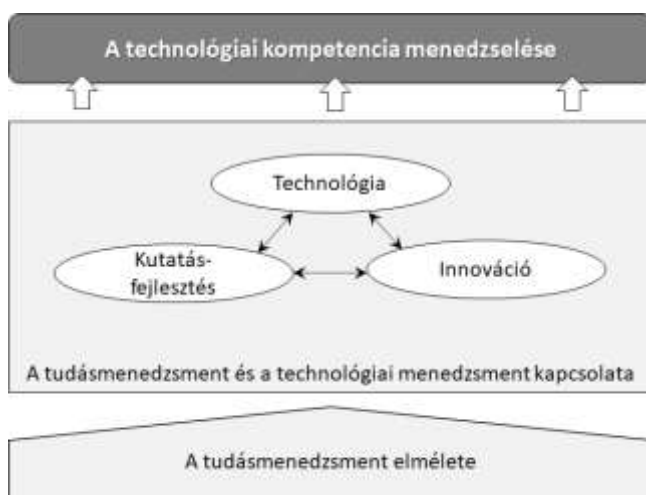 A technológiai kompetencia menedzselése
Technológia
Kutatás-
fejlesztés
Innováció
A tudásmenedzsment és a technológiai menedzsment kapcsolata
A tudásmenedzsment elmélete